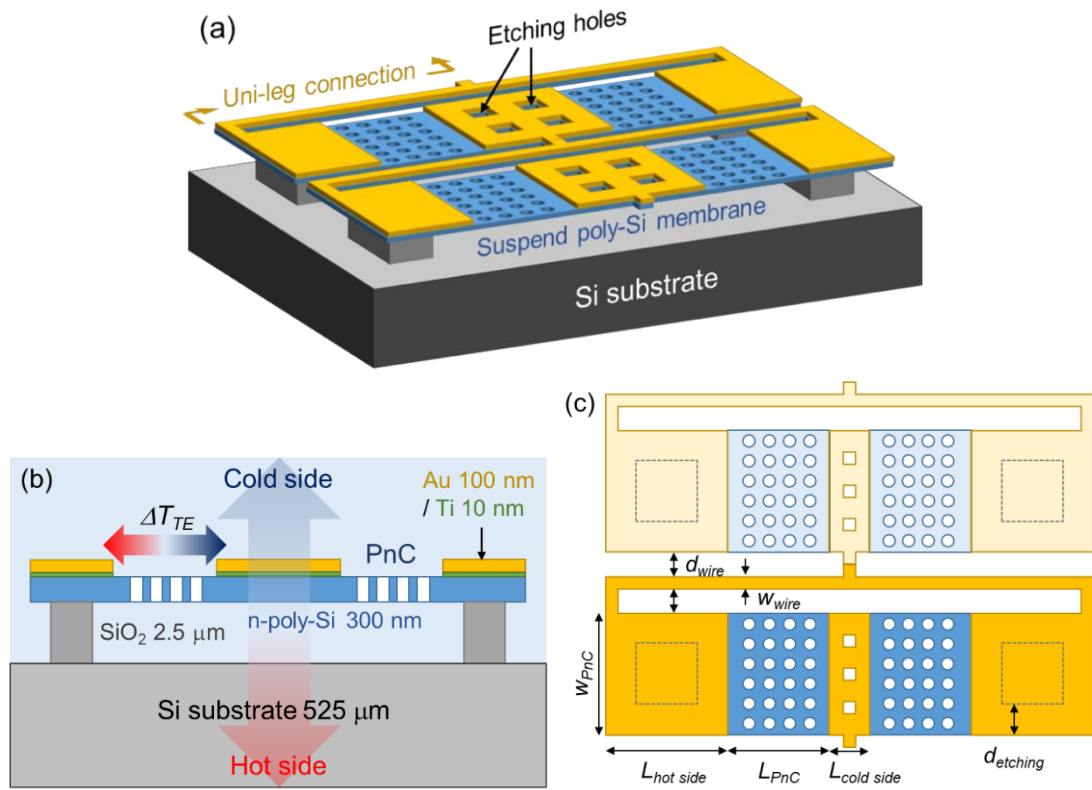 (a)
Etching holes
Uni-leg connection
Suspend poly-Si membrane
Si substrate
(b)
Cold side
Au 100 nm
/ Ti 10 nm
ΔT_TE
PnC
SiO₂ 2.5 μm
n-poly-Si 300 nm
Si substrate 525 μm
Hot side
(c)
d_wire
w_wire
w_PnC
d_etching
L_hot side
L_PnC
L_cold side